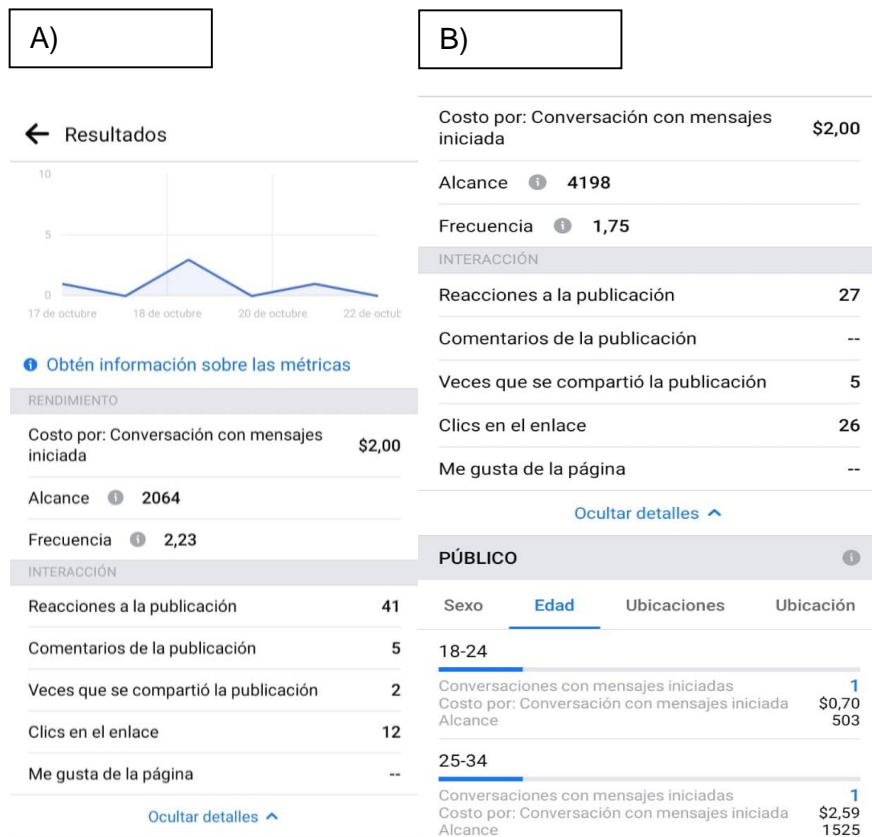 A)
← Resultados
10
5
0
17 de octubre 18 de octubre 20 de octubre 22 de octub
Obtén información sobre las métricas
RENDIMIENTO
Costo por: Conversación con mensajes
iniciada $2,00
Alcance 2064
Frecuencia 2,23
INTERACCIÓN
Reacciones a la publicación 41
Comentarios de la publicación 5
Veces que se compartió la publicación 2
Clics en el enlace 12
Me gusta de la página --
Ocultar detalles
B)
Costo por: Conversación con mensajes
iniciada $2,00
Alcance 4198
Frecuencia 1,75
INTERACCIÓN
Reacciones a la publicación 27
Comentarios de la publicación --
Veces que se compartió la publicación 5
Clics en el enlace 26
Me gusta de la página --
Ocultar detalles
PÚBLICO
Sexo Edad Ubicaciones Ubicación
18-24
Conversaciones con mensajes iniciadas 1
Costo por: Conversación con mensajes iniciada $0,70
Alcance 503
25-34
Conversaciones con mensajes iniciadas 1
Costo por: Conversación con mensajes iniciada $2,59
Alcance 1525